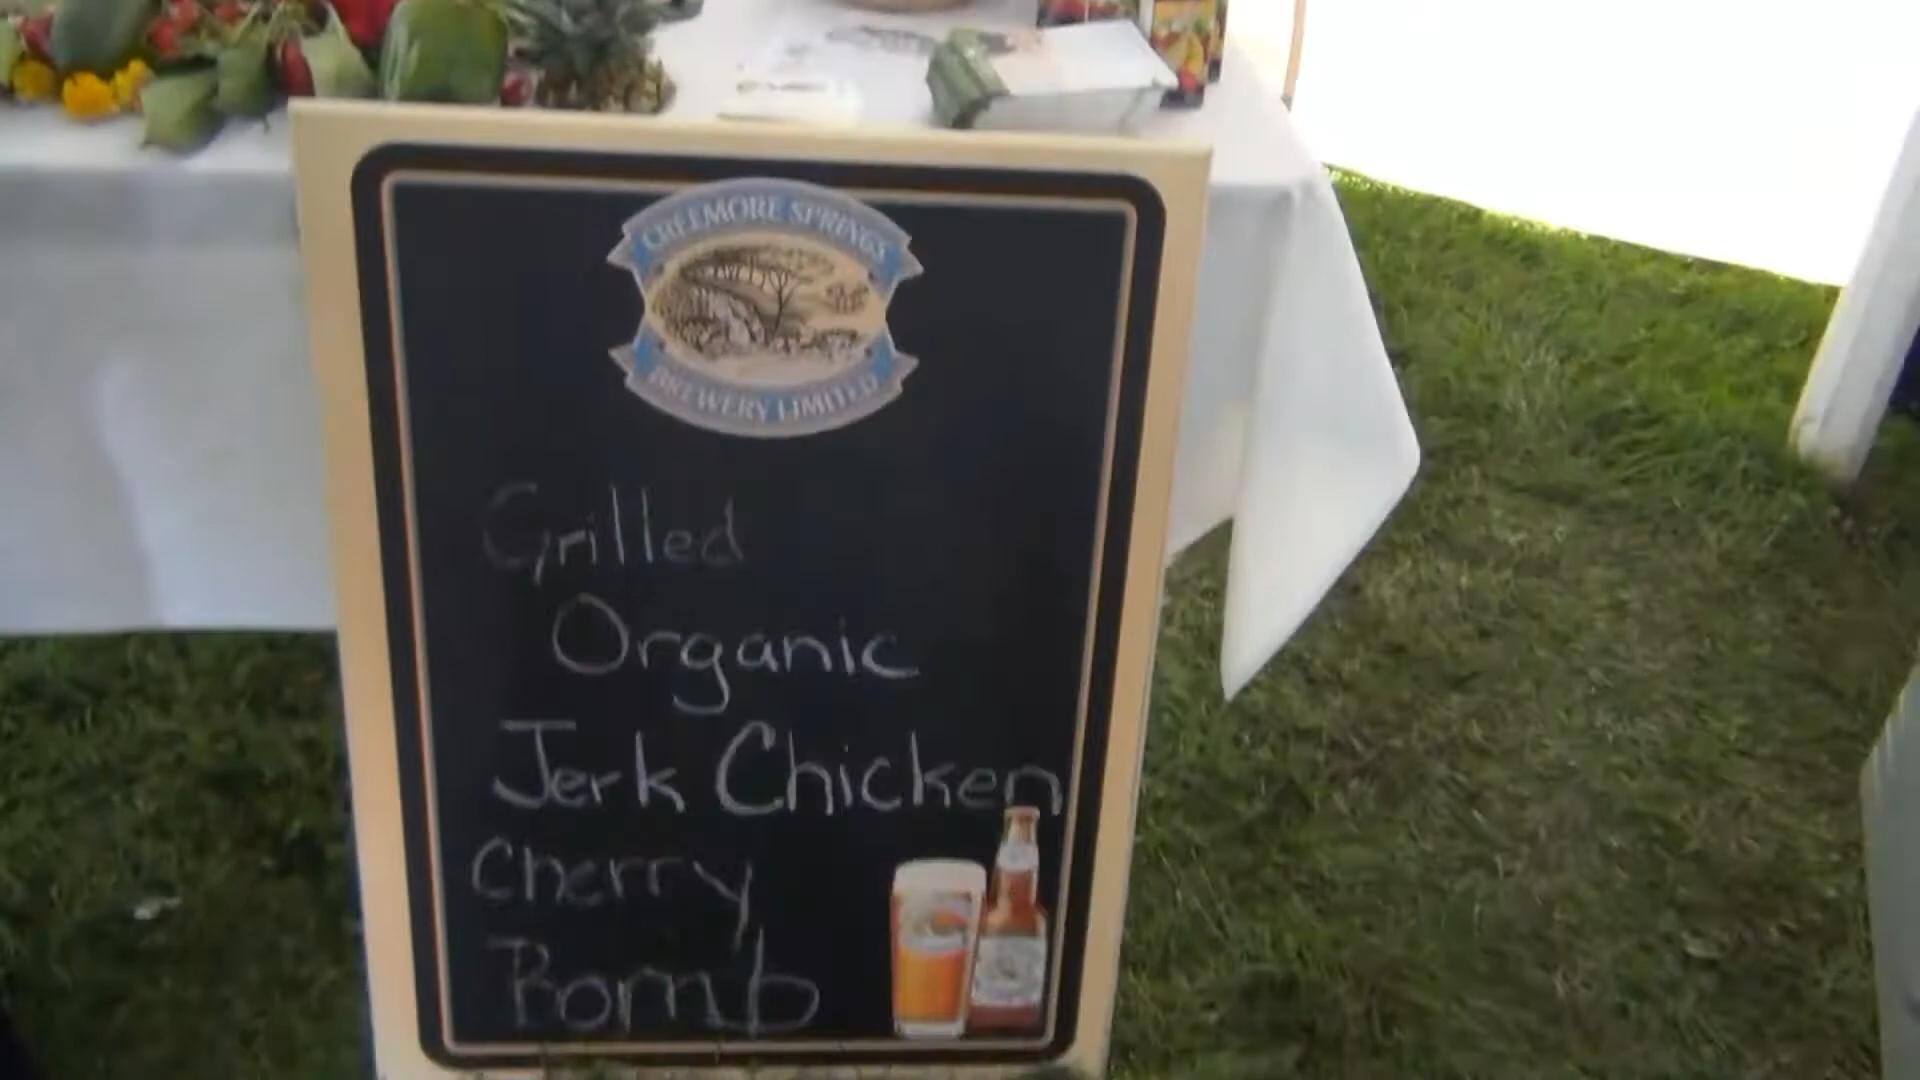 CREEMORE SPRINGS
BREWERY LIMITED
Grilled
Organic
Jerk Chicken
Cherry
Bomb